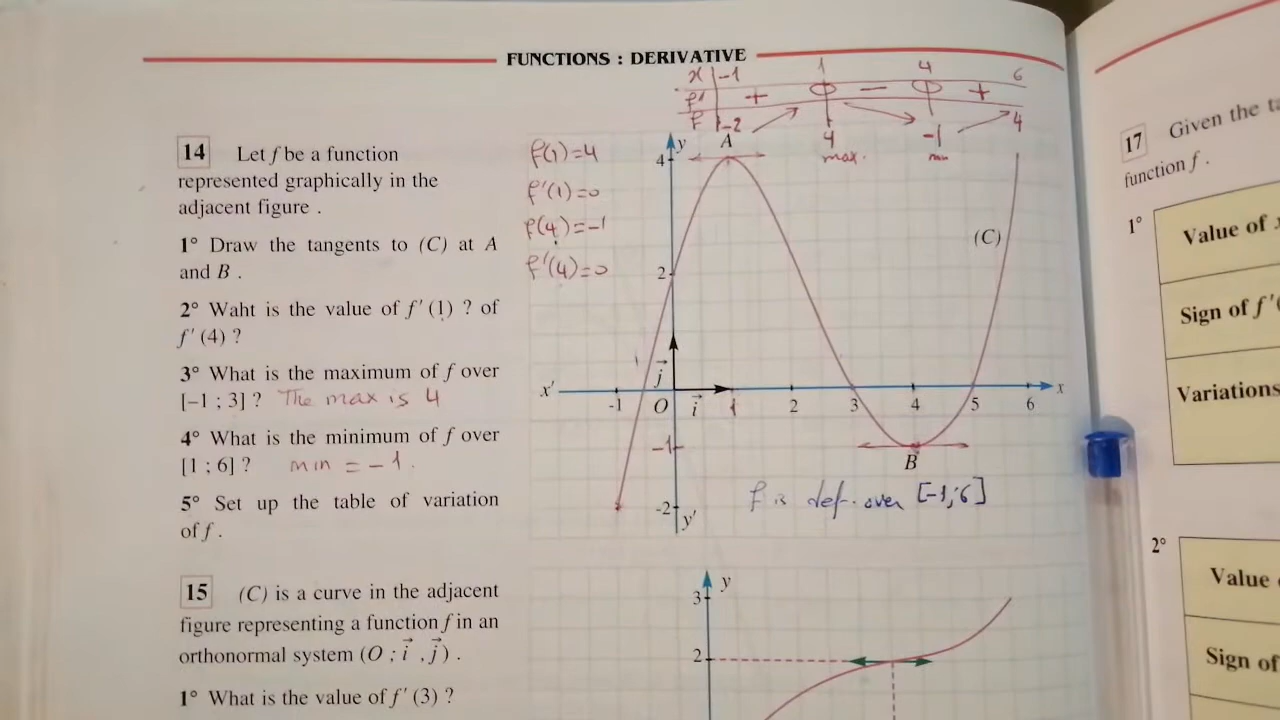 FUNCTIONS : DERIVATIVE
x -1 1 4 6
f' + 0 − 0 +
f -2 4 -1 4
max. min
14 Let f be a function
represented graphically in the
adjacent figure .
1° Draw the tangents to (C) at A
and B .
2° Waht is the value of f' (1) ? of
f' (4) ?
3° What is the maximum of f over
[−1 ; 3] ? The max is 4
4° What is the minimum of f over
[1 ; 6] ? min = −1.
5° Set up the table of variation
of f .
f(1)=4
f'(1)=0
f(4)=-1
f'(4)=0
A
y
4
(C)
2
j
x' -1 O i 1 2 3 4 5 6 x
-1
B
-2 y'
f is def. over [-1;6]
15 (C) is a curve in the adjacent
figure representing a function f in an
orthonormal system (O ; i , j) .
1° What is the value of f' (3) ?
y
3
2
17 Given the
function f .
1° Value of
Sign of f'
Variations
2° Value
Sign of